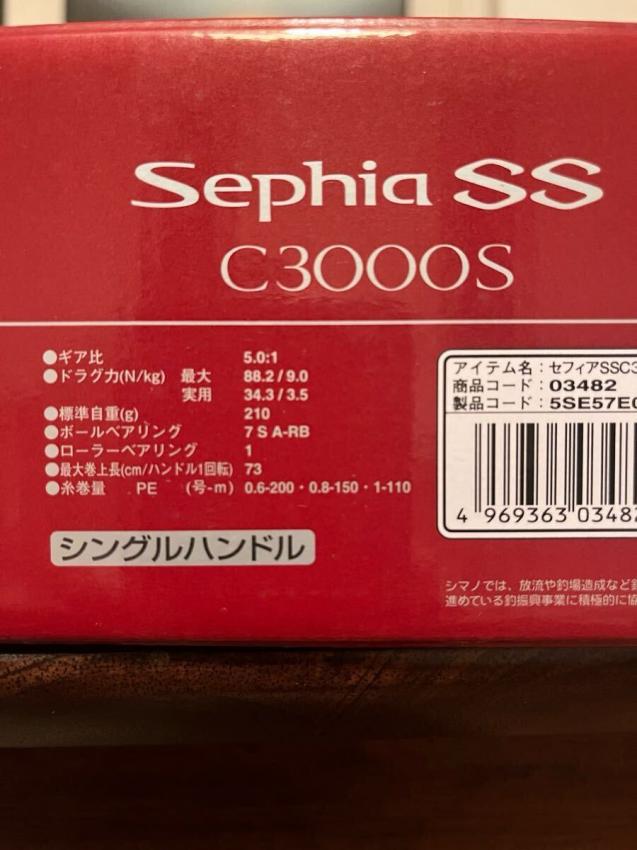 Sephia SS
C3000S
●ギア比 5.0:1
●ドラグ力(N/kg) 最大 88.2/9.0
実用 34.3/3.5
●標準自重(g) 210
●ボールベアリング 7 S A-RB
●ローラーベアリング 1
●最大巻上長(cm/ハンドル1回転) 73
●糸巻量 PE (号-m) 0.6-200・0.8-150・1-110
シングルハンドル
アイテム名：セフィアSSC3
商品コード：03482
製品コード：5SE57E0
4 969363 03482
シマノでは、放流や釣場造成など
進めている釣振興事業に積極的に